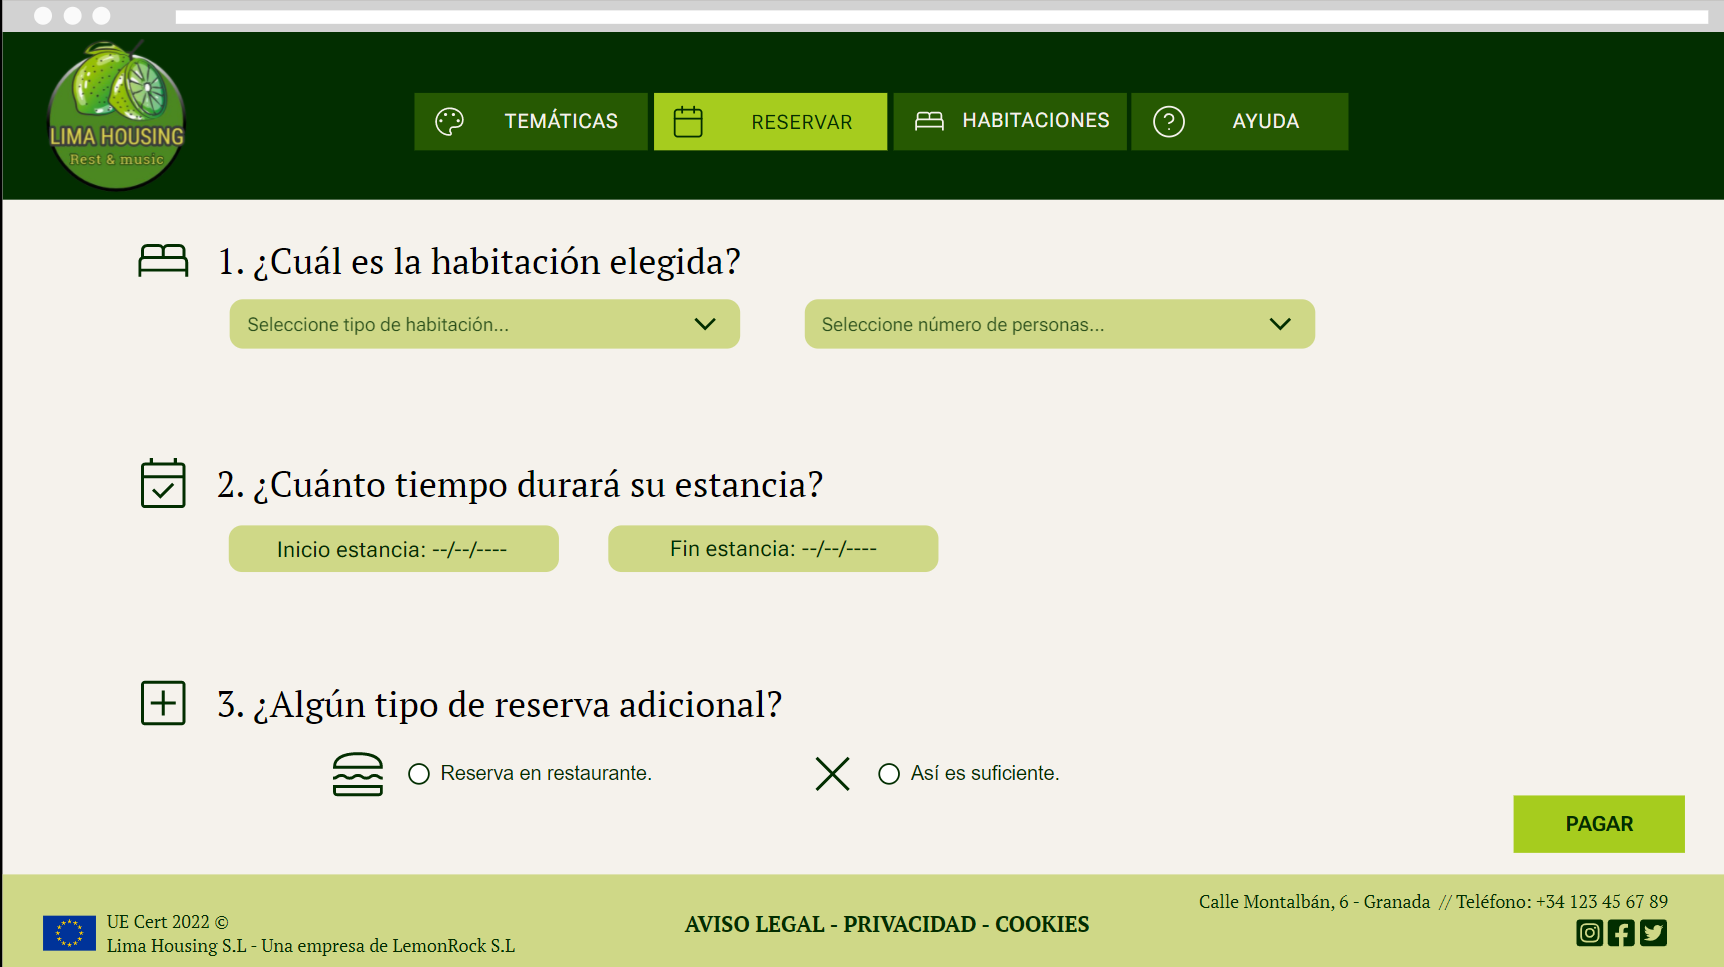 LIMA HOUSING
Rest & music
TEMÁTICAS
RESERVAR
HABITACIONES
AYUDA
1. ¿Cuál es la habitación elegida?
Seleccione tipo de habitación...
Seleccione número de personas...
2. ¿Cuánto tiempo durará su estancia?
Inicio estancia: --/--/----
Fin estancia: --/--/----
3. ¿Algún tipo de reserva adicional?
Reserva en restaurante.
Así es suficiente.
PAGAR
UE Cert 2022 ©
Lima Housing S.L - Una empresa de LemonRock S.L
AVISO LEGAL - PRIVACIDAD - COOKIES
Calle Montalbán, 6 - Granada // Teléfono: +34 123 45 67 89